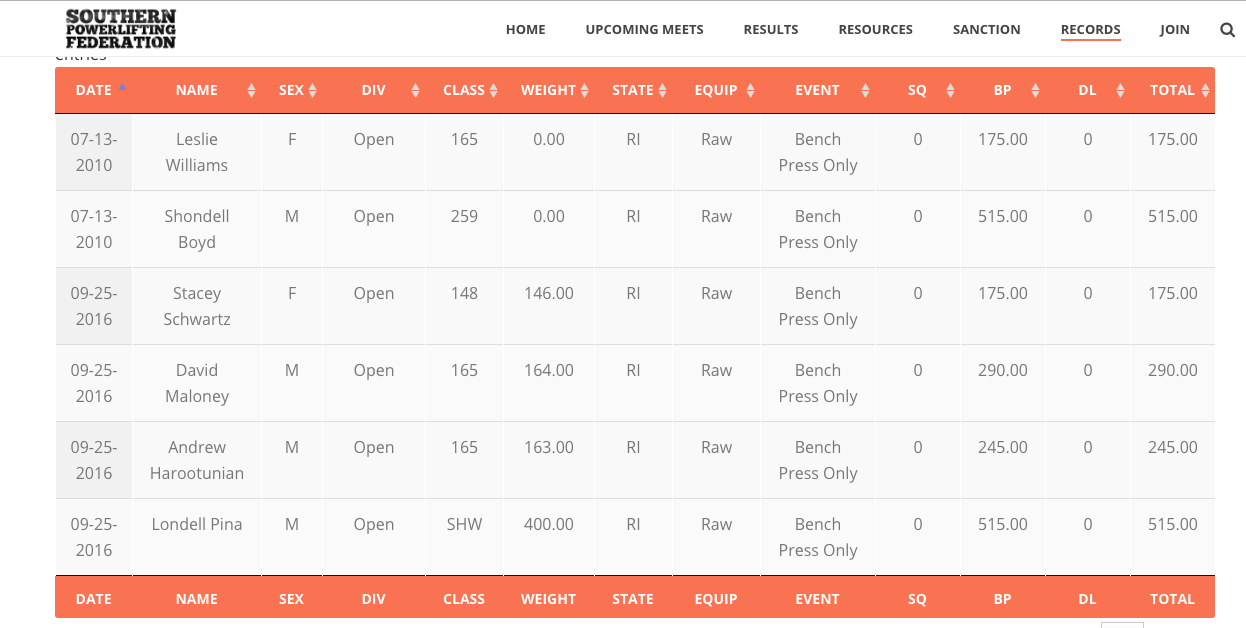 SOUTHERN
POWERLIFTING
FEDERATION
HOME UPCOMING MEETS RESULTS RESOURCES SANCTION RECORDS JOIN
entries
DATE NAME SEX DIV CLASS WEIGHT STATE EQUIP EVENT SQ BP DL TOTAL
07-13- Leslie F Open 165 0.00 RI Raw Bench 0 175.00 0 175.00
2010 Williams Press Only
07-13- Shondell M Open 259 0.00 RI Raw Bench 0 515.00 0 515.00
2010 Boyd Press Only
09-25- Stacey F Open 148 146.00 RI Raw Bench 0 175.00 0 175.00
2016 Schwartz Press Only
09-25- David M Open 165 164.00 RI Raw Bench 0 290.00 0 290.00
2016 Maloney Press Only
09-25- Andrew M Open 165 163.00 RI Raw Bench 0 245.00 0 245.00
2016 Harootunian Press Only
09-25- Londell Pina M Open SHW 400.00 RI Raw Bench 0 515.00 0 515.00
2016 Press Only
DATE NAME SEX DIV CLASS WEIGHT STATE EQUIP EVENT SQ BP DL TOTAL